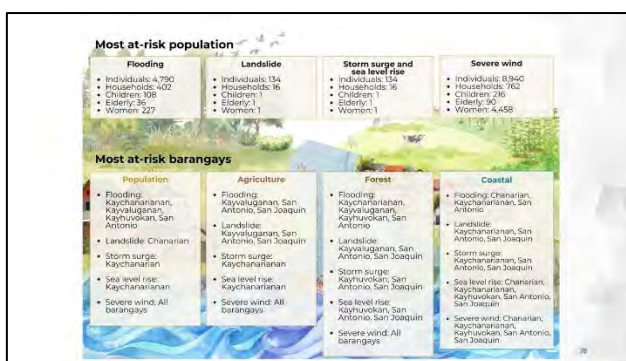 Most at-risk population
Flooding
• Individuals: 4,790
• Households: 402
• Children: 108
• Elderly: 36
• Women: 227
Landslide
• Individuals: 134
• Households: 16
• Children: 1
• Elderly: 1
• Women: 1
Storm surge and
sea level rise
• Individuals: 134
• Households: 16
• Children: 1
• Elderly: 1
• Women: 1
Severe wind
• Individuals: 8,940
• Households: 762
• Children: 216
• Elderly: 90
• Women: 4,458
Most at-risk barangays
Population
• Flooding:
Kaychanarianan,
Kayvaluganan,
Kayhuvokan, San
Antonio
• Landslide: Chanarian
• Storm surge:
Kaychanarian
• Sea level rise:
Kaychanarianan
• Severe wind: All
barangays
Agriculture
• Flooding:
Kayvaluganan, San
Antonio, San Joaquin
• Landslide:
Kayvaluganan, San
Antonio, San Joaquin
• Storm surge:
Kaychanarianan
• Sea level rise:
Kaychanarianan
• Severe wind: All
barangays
Forest
• Flooding:
Kaychanarianan,
Kayvaluganan,
Kayhuvokan, San
Antonio, San Joaquin
• Landslide:
Kayvaluganan, San
Antonio, San Joaquin
• Storm surge:
Kayhuvokan, San
Antonio, San Joaquin
• Sea level rise:
Kayhuvokan, San
Antonio, San Joaquin
• Severe wind: All
barangays
Coastal
• Flooding: Chanarian,
Kaychanarianan, San
Antonio
• Landslide:
Kaychanarianan, San
Antonio, San Joaquin
• Storm surge:
Kaychanarianan, San
Antonio, San Joaquin
• Sea level rise: Chanarian,
Kaychanarianan,
Kayhuvokan, San Antonio,
San Joaquin
• Severe wind: Chanarian,
Kaychanarianan,
Kayhuvokan, San Antonio,
San Joaquin